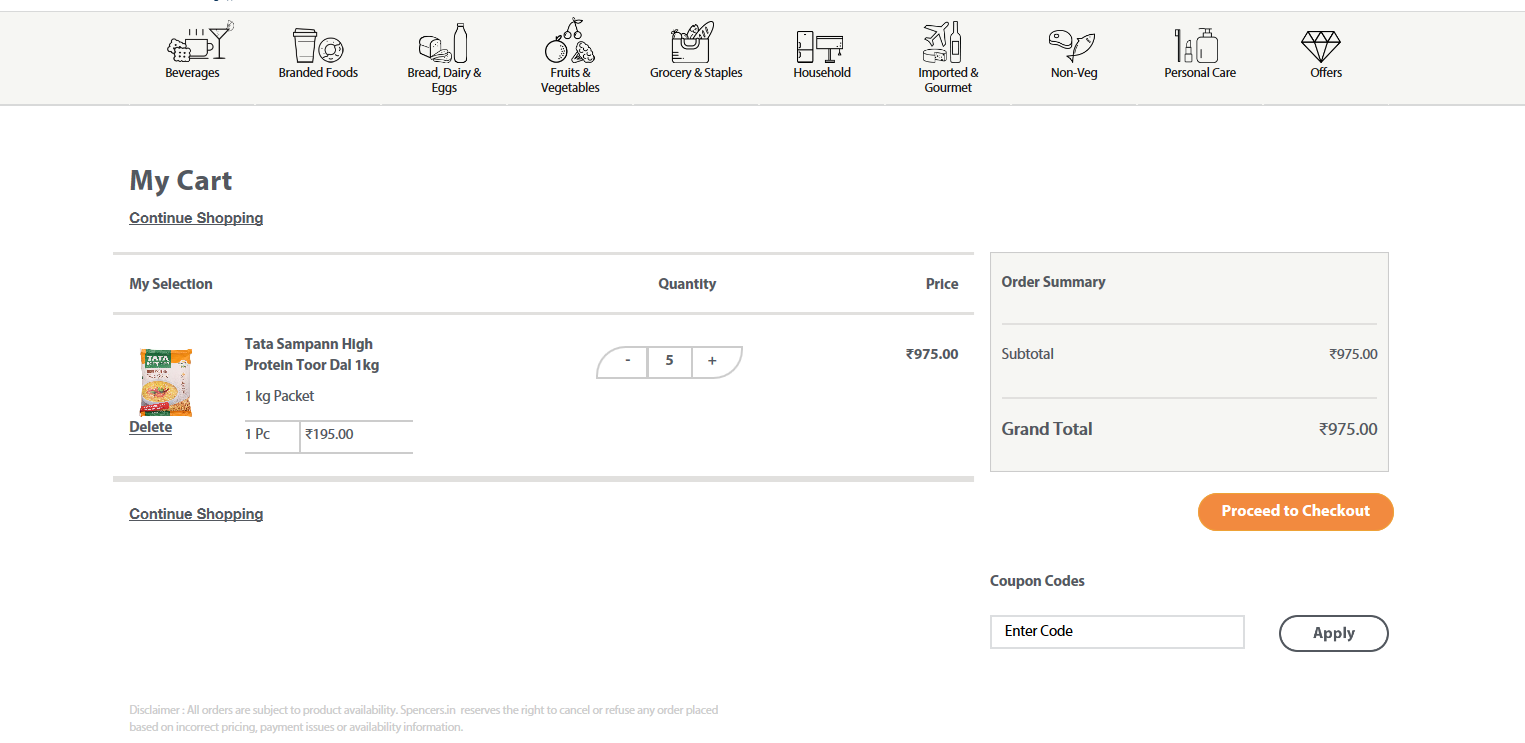 Beverages
Branded Foods
Bread, Dairy &
Eggs
Fruits &
Vegetables
Grocery & Staples
Household
Imported &
Gourmet
Non-Veg
Personal Care
Offers
My Cart
Continue Shopping
My Selection Quantity Price
Tata Sampann High
Protein Toor Dal 1kg
1 kg Packet
Delete
1 Pc ₹195.00
- 5 +
₹975.00
Continue Shopping
Order Summary
Subtotal ₹975.00
Grand Total ₹975.00
Proceed to Checkout
Coupon Codes
Enter Code Apply
TATA
Disclaimer : All orders are subject to product availability. Spencers.in reserves the right to cancel or refuse any order placed
based on incorrect pricing, payment issues or availability information.